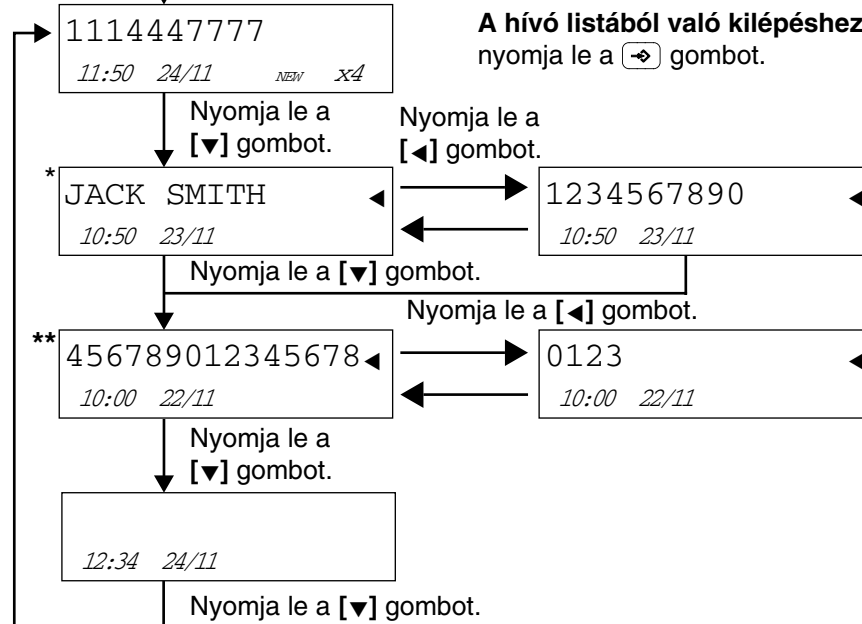 A hívó listából való kilépéshez
nyomja le a gombot.
1114447777
11:50 24/11 NEW x4
Nyomja le a
[▼] gombot.
Nyomja le a
[◀] gombot.
*
JACK SMITH ◀
10:50 23/11
1234567890 ◀
10:50 23/11
Nyomja le a [▼] gombot.
Nyomja le a [◀] gombot.
**
456789012345678◀
10:00 22/11
0123 ◀
10:00 22/11
Nyomja le a
[▼] gombot.
12:34 24/11
Nyomja le a [▼] gombot.